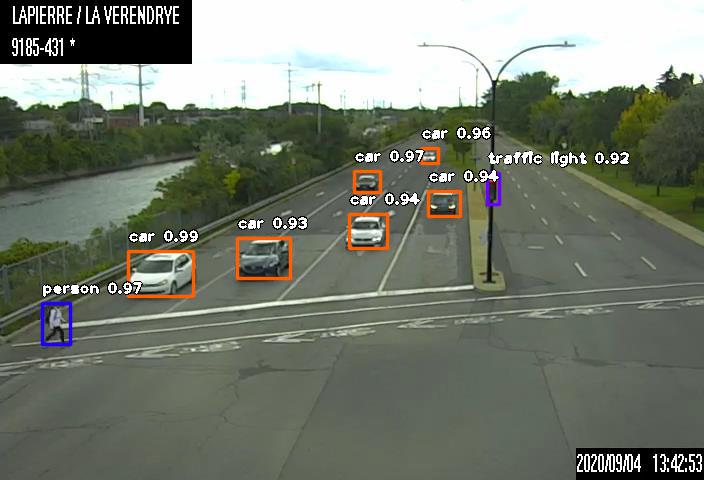 LAPIERRE / LA VERENDRYE
9185-431 *
car 0.96
car 0.97
traffic light 0.92
car 0.94
car 0.94
car 0.93
car 0.99
person 0.97
2020/09/04 13:42:53